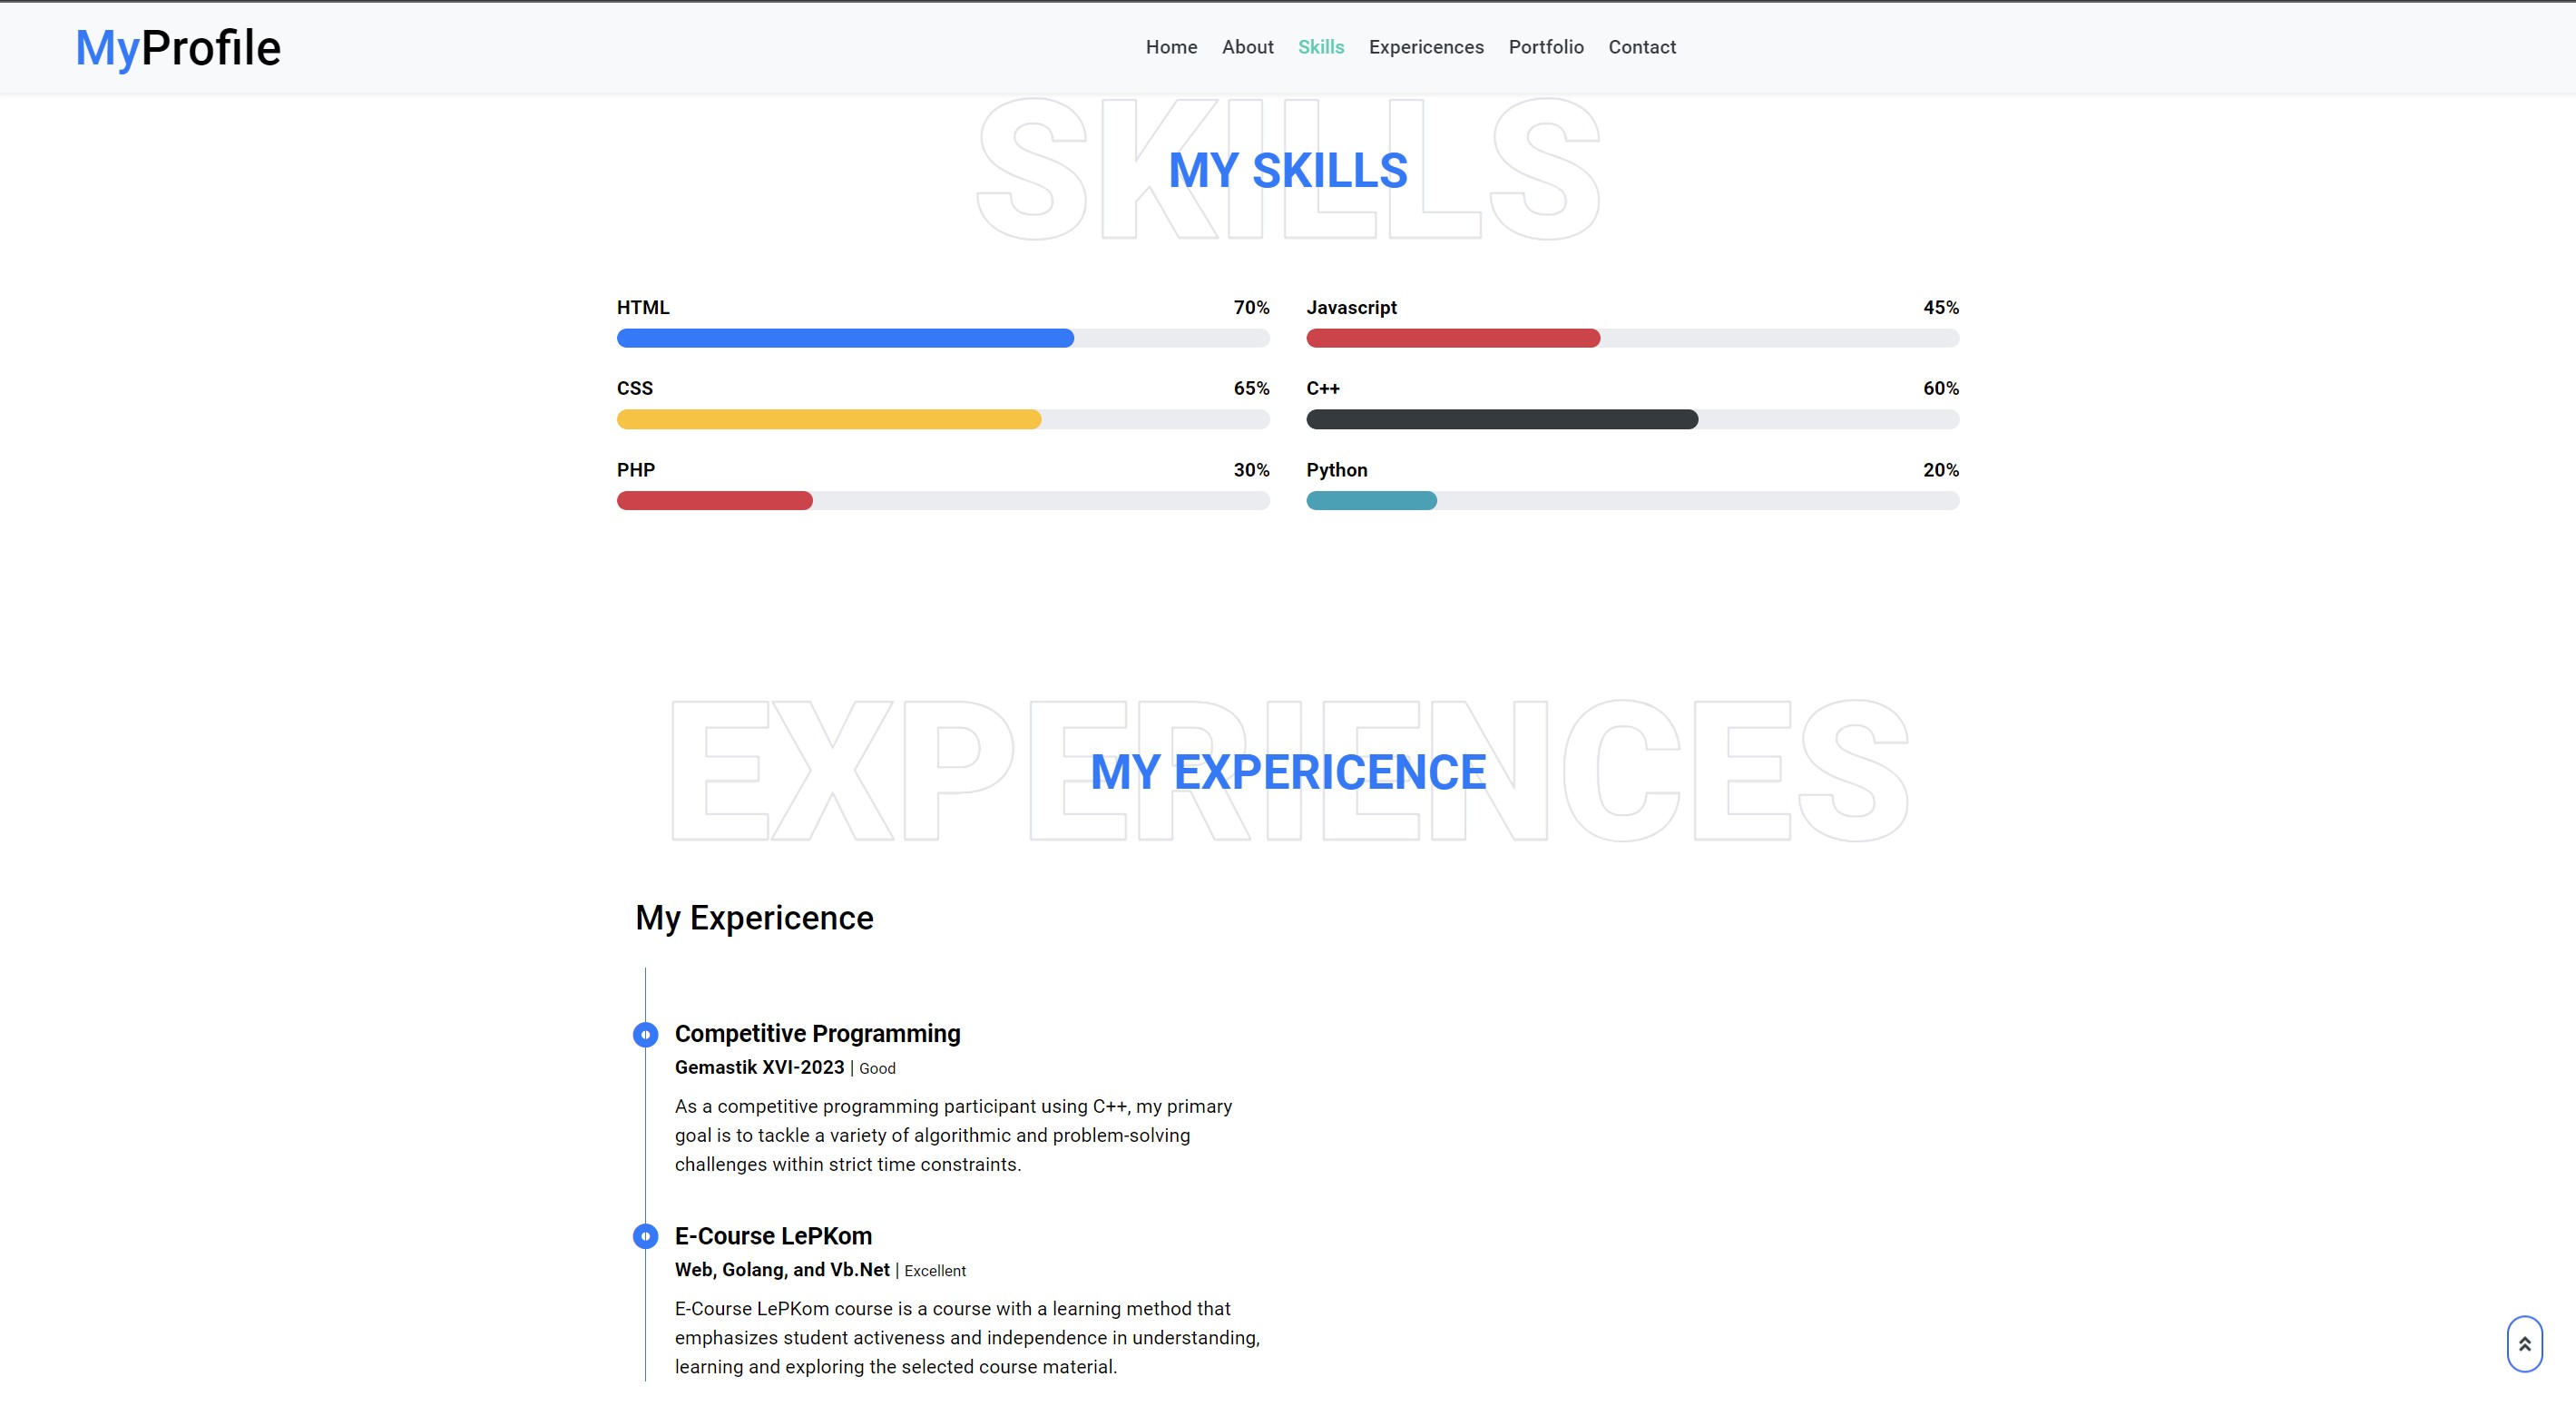 MyProfile
Home About Skills Expericences Portfolio Contact
SKILLS
MY SKILLS
HTML 70%
Javascript 45%
CSS 65%
C++ 60%
PHP 30%
Python 20%
EXPERIENCES
MY EXPERICENCE
My Expericence
Competitive Programming
Gemastik XVI-2023 | Good
As a competitive programming participant using C++, my primary
goal is to tackle a variety of algorithmic and problem-solving
challenges within strict time constraints.
E-Course LePKom
Web, Golang, and Vb.Net | Excellent
E-Course LePKom course is a course with a learning method that
emphasizes student activeness and independence in understanding,
learning and exploring the selected course material.